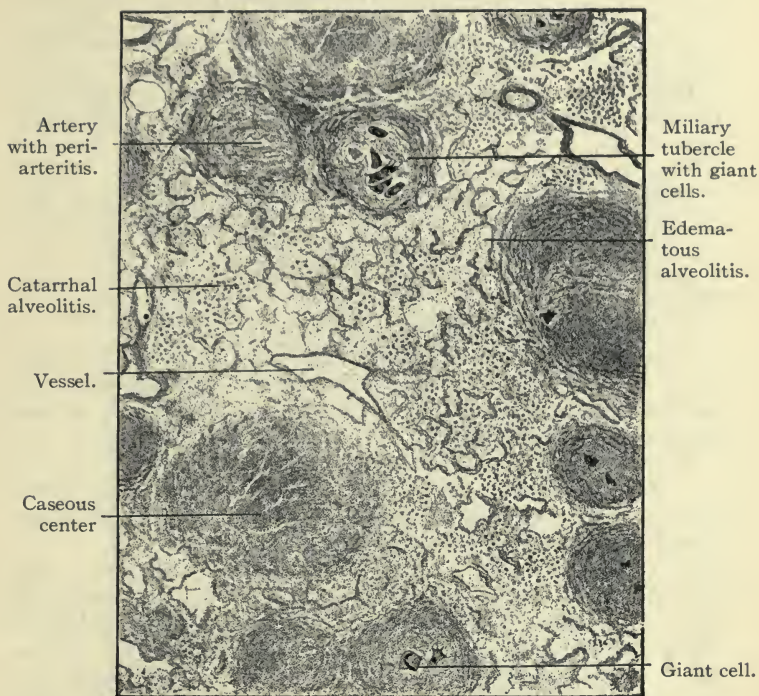 Artery
with peri-
arteritis.
Catarrhal
alveolitis.
Vessel.
Caseous
center
Miliary
tubercle
with giant
cells.
Edema-
tous
alveolitis.
Giant cell.